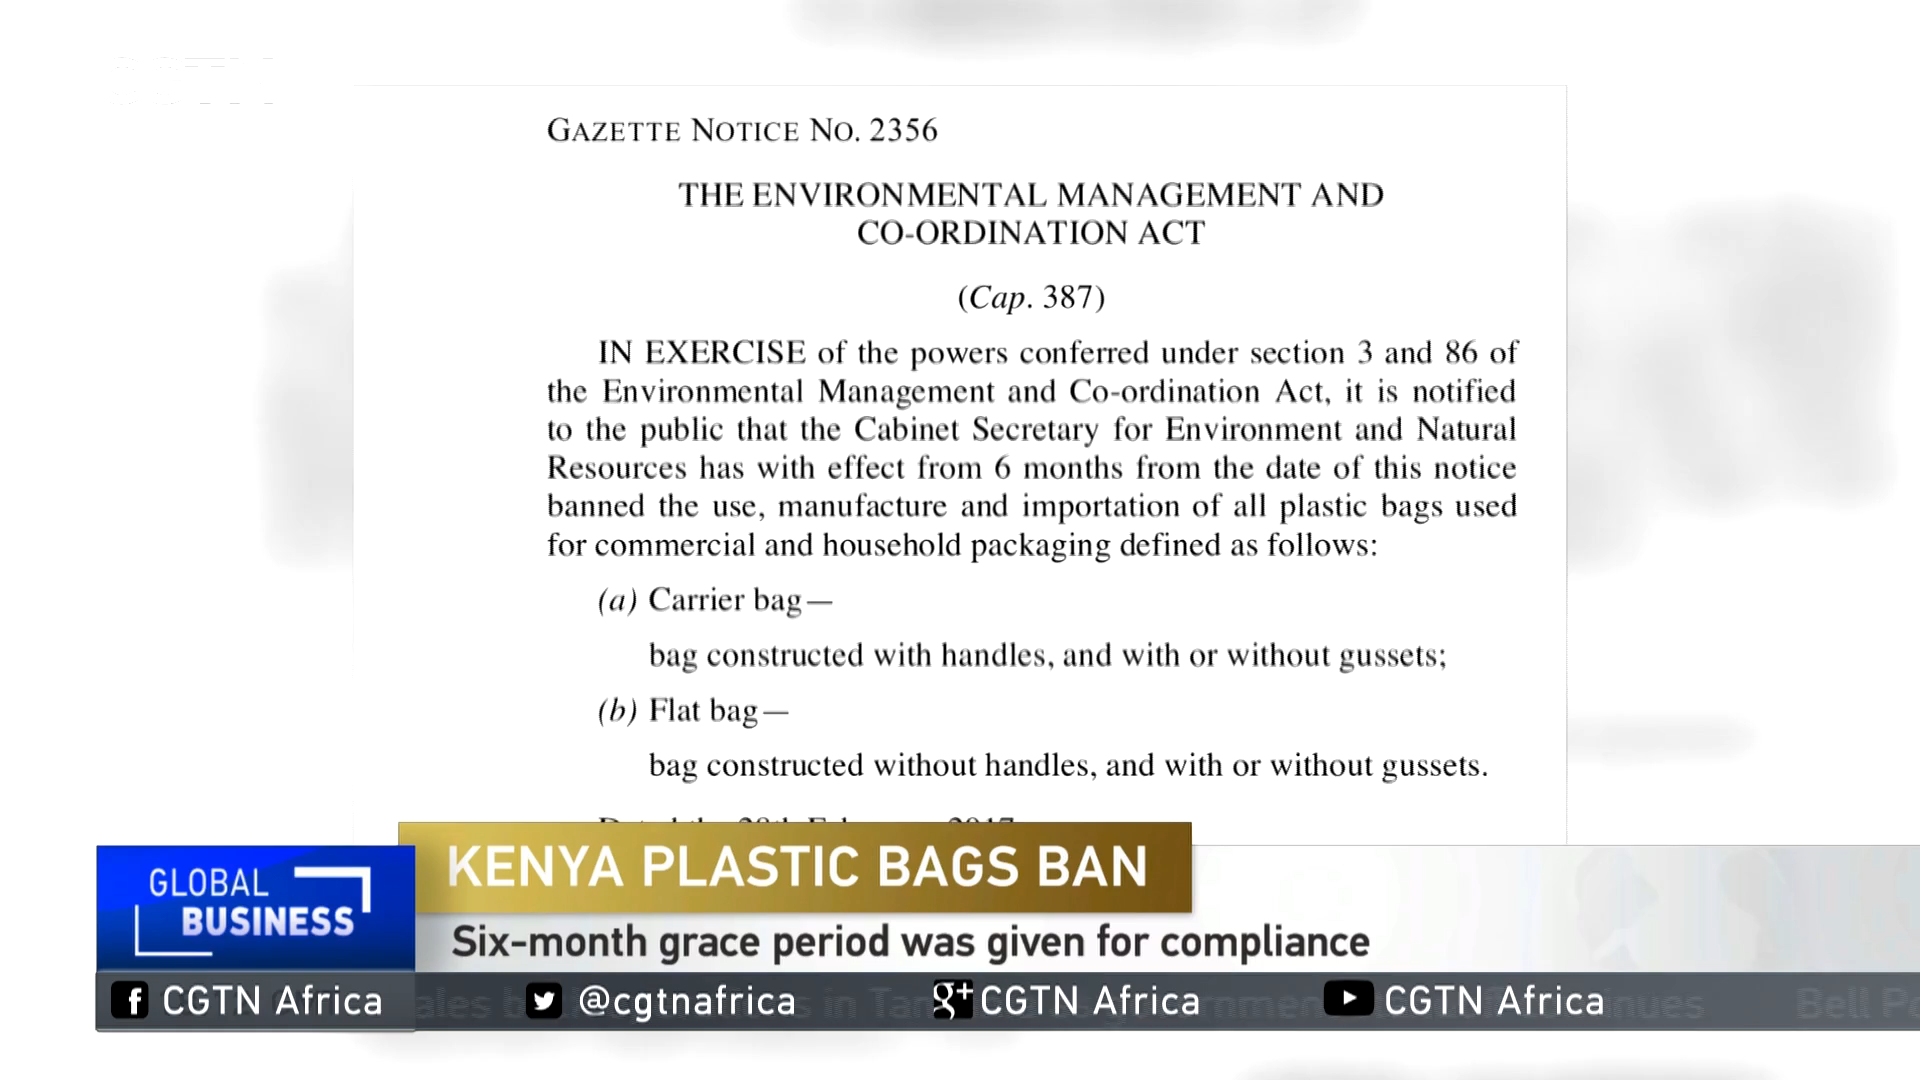 GAZETTE NOTICE NO. 2356
THE ENVIRONMENTAL MANAGEMENT AND
CO-ORDINATION ACT
(Cap. 387)
IN EXERCISE of the powers conferred under section 3 and 86 of
the Environmental Management and Co-ordination Act, it is notified
to the public that the Cabinet Secretary for Environment and Natural
Resources has with effect from 6 months from the date of this notice
banned the use, manufacture and importation of all plastic bags used
for commercial and household packaging defined as follows:
(a) Carrier bag—
bag constructed with handles, and with or without gussets;
(b) Flat bag—
bag constructed without handles, and with or without gussets.
KENYA PLASTIC BAGS BAN
GLOBAL
BUSINESS
Six-month grace period was given for compliance
CGTN Africa @cgtnafrica g+ CGTN Africa CGTN Africa